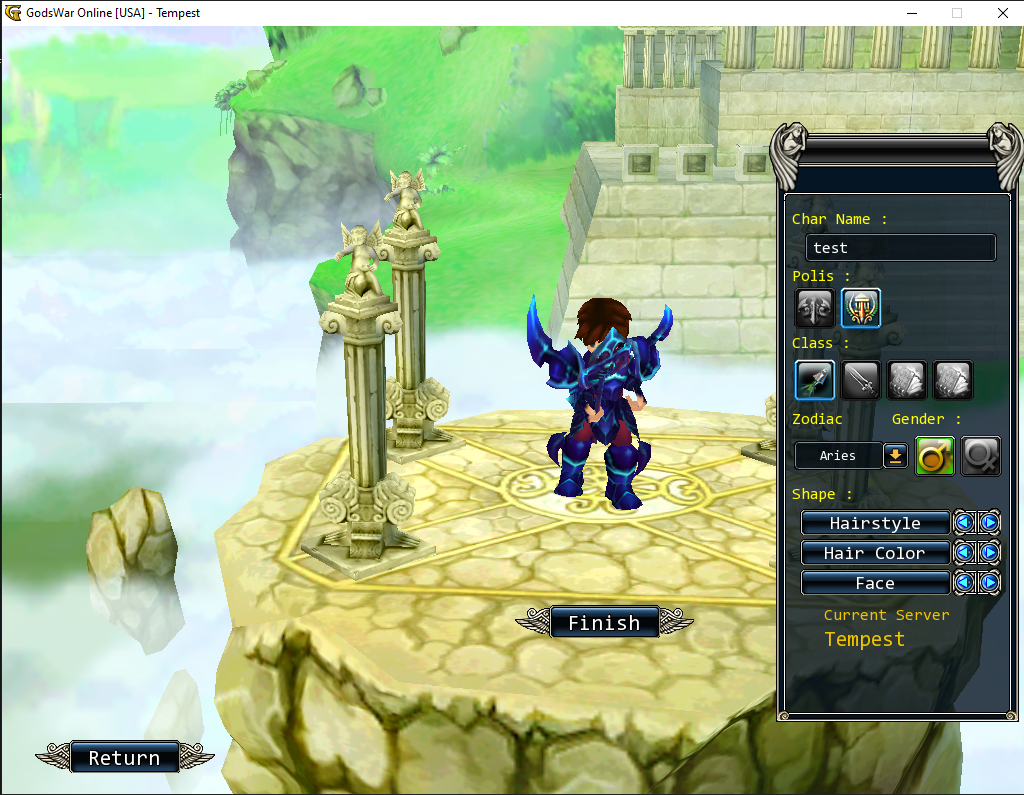 GodsWar Online [USA] - Tempest
Char Name :
test
Polis :
Class :
Zodiac Gender :
Aries
Shape :
Hairstyle
Hair Color
Face
Current Server
Tempest
Finish
Return